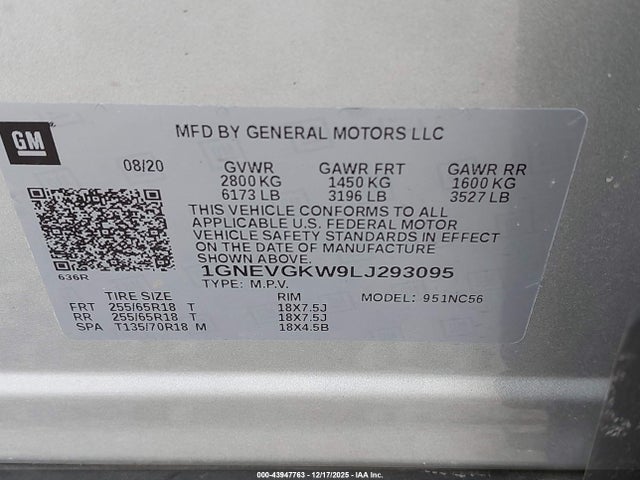 GM
MFD BY GENERAL MOTORS LLC
08/20 GVWR GAWR FRT GAWR RR
2800 KG 1450 KG 1600 KG
6173 LB 3196 LB 3527 LB
THIS VEHICLE CONFORMS TO ALL
APPLICABLE U.S. FEDERAL MOTOR
VEHICLE SAFETY STANDARDS IN EFFECT
ON THE DATE OF MANUFACTURE
SHOWN ABOVE.
636R
1GNEVGKW9LJ293095
TYPE: M.P.V. MODEL: 951NC56
TIRE SIZE RIM
FRT 255/65R18 T 18X7.5J
RR 255/65R18 T 18X7.5J
SPA T135/70R18 M 18X4.5B
© - 43947763 - 12/17/2025 - IAA Inc.